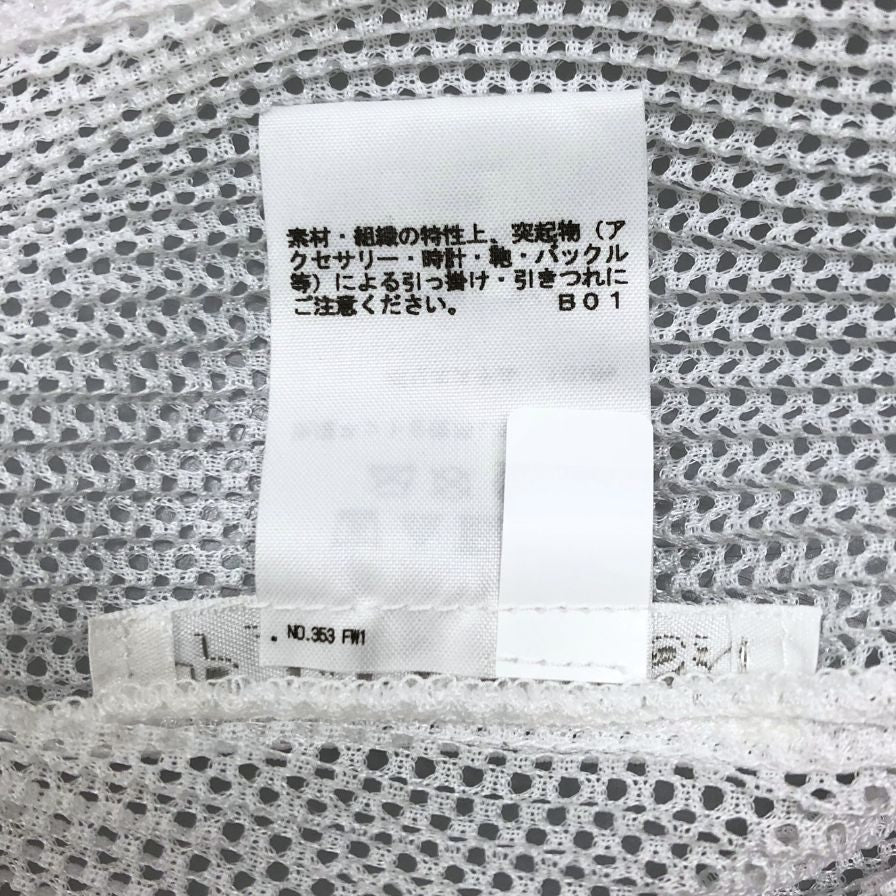 素材・組織の特性上、突起物（ア
クセサリー・時計・鞄・バックル
等）による引っ掛け・引きつれに
ご注意ください。 B01
. NO.353 FW1